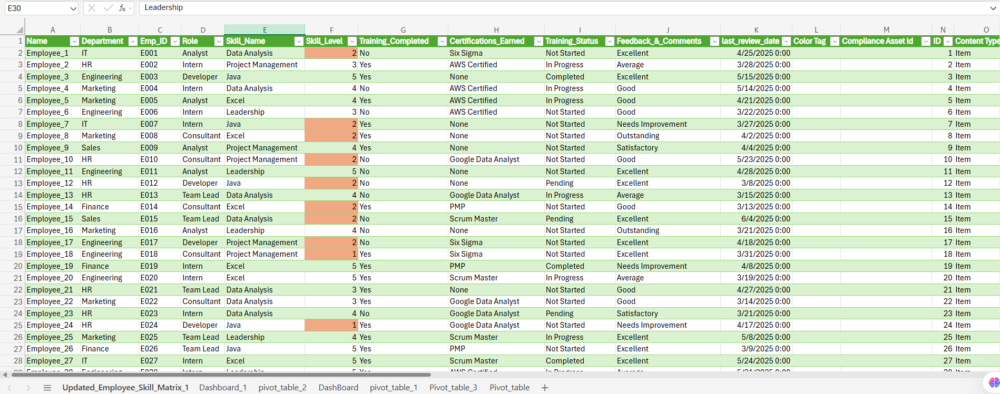 E30 fx Leadership
A B C D E F G H I J K L M N O
1 Name Department Emp_ID Role Skill_Name Skill_Level Training_Completed Certifications_Earned Training_Status Feedback_&_Comments last_review_date Color Tag Compliance Asset Id ID Content Type
2 Employee_1 IT E001 Analyst Data Analysis 2 No Six Sigma Not Started Excellent 4/25/2025 0:00 1 Item
3 Employee_2 HR E002 Intern Project Management 3 Yes AWS Certified In Progress Average 3/28/2025 0:00 2 Item
4 Employee_3 Engineering E003 Developer Java 5 Yes None Completed Excellent 5/15/2025 0:00 3 Item
5 Employee_4 Marketing E004 Intern Data Analysis 4 No AWS Certified In Progress Good 5/14/2025 0:00 4 Item
6 Employee_5 Marketing E005 Analyst Excel 4 Yes AWS Certified In Progress Good 4/21/2025 0:00 5 Item
7 Employee_6 Engineering E006 Intern Leadership 3 No AWS Certified Not Started Good 3/22/2025 0:00 6 Item
8 Employee_7 IT E007 Intern Java 2 Yes None Not Started Needs Improvement 3/27/2025 0:00 7 Item
9 Employee_8 Marketing E008 Consultant Excel 2 Yes None Not Started Outstanding 4/2/2025 0:00 8 Item
10 Employee_9 Sales E009 Analyst Project Management 4 Yes None Not Started Satisfactory 4/4/2025 0:00 9 Item
11 Employee_10 HR E010 Consultant Project Management 2 No Google Data Analyst Not Started Good 5/23/2025 0:00 10 Item
12 Employee_11 Engineering E011 Analyst Leadership 5 No None Not Started Excellent 4/28/2025 0:00 11 Item
13 Employee_12 HR E012 Developer Java 2 No None Pending Excellent 3/8/2025 0:00 12 Item
14 Employee_13 HR E013 Team Lead Data Analysis 4 No Google Data Analyst In Progress Average 3/15/2025 0:00 13 Item
15 Employee_14 Finance E014 Consultant Excel 2 Yes PMP Not Started Good 3/13/2025 0:00 14 Item
16 Employee_15 Sales E015 Team Lead Data Analysis 2 No Scrum Master Pending Excellent 6/4/2025 0:00 15 Item
17 Employee_16 Marketing E016 Analyst Leadership 4 No None Not Started Outstanding 3/21/2025 0:00 16 Item
18 Employee_17 Engineering E017 Developer Project Management 2 No Six Sigma Not Started Excellent 4/18/2025 0:00 17 Item
19 Employee_18 Engineering E018 Consultant Project Management 1 Yes Six Sigma Not Started Excellent 3/31/2025 0:00 18 Item
20 Employee_19 Finance E019 Intern Excel 5 Yes PMP Completed Needs Improvement 4/8/2025 0:00 19 Item
21 Employee_20 Engineering E020 Intern Excel 5 Yes Scrum Master In Progress Average 3/19/2025 0:00 20 Item
22 Employee_21 HR E021 Team Lead Data Analysis 3 Yes None Not Started Good 4/27/2025 0:00 21 Item
23 Employee_22 Marketing E022 Consultant Data Analysis 3 Yes Google Data Analyst Not Started Good 3/14/2025 0:00 22 Item
24 Employee_23 HR E023 Intern Data Analysis 4 No Google Data Analyst Pending Satisfactory 3/21/2025 0:00 23 Item
25 Employee_24 HR E024 Developer Java 1 Yes Google Data Analyst Not Started Needs Improvement 4/17/2025 0:00 24 Item
26 Employee_25 Marketing E025 Team Lead Leadership 4 Yes Scrum Master In Progress Excellent 5/8/2025 0:00 25 Item
27 Employee_26 Finance E026 Team Lead Java 5 Yes PMP Not Started Excellent 3/9/2025 0:00 26 Item
28 Employee_27 IT E027 Intern Excel 5 Yes Scrum Master Completed Excellent 5/24/2025 0:00 27 Item
Updated_Employee_Skill_Matrix_1 Dashboard_1 pivot_table_2 DashBoard pivot_table_1 Pivot_table_3 Pivot_table